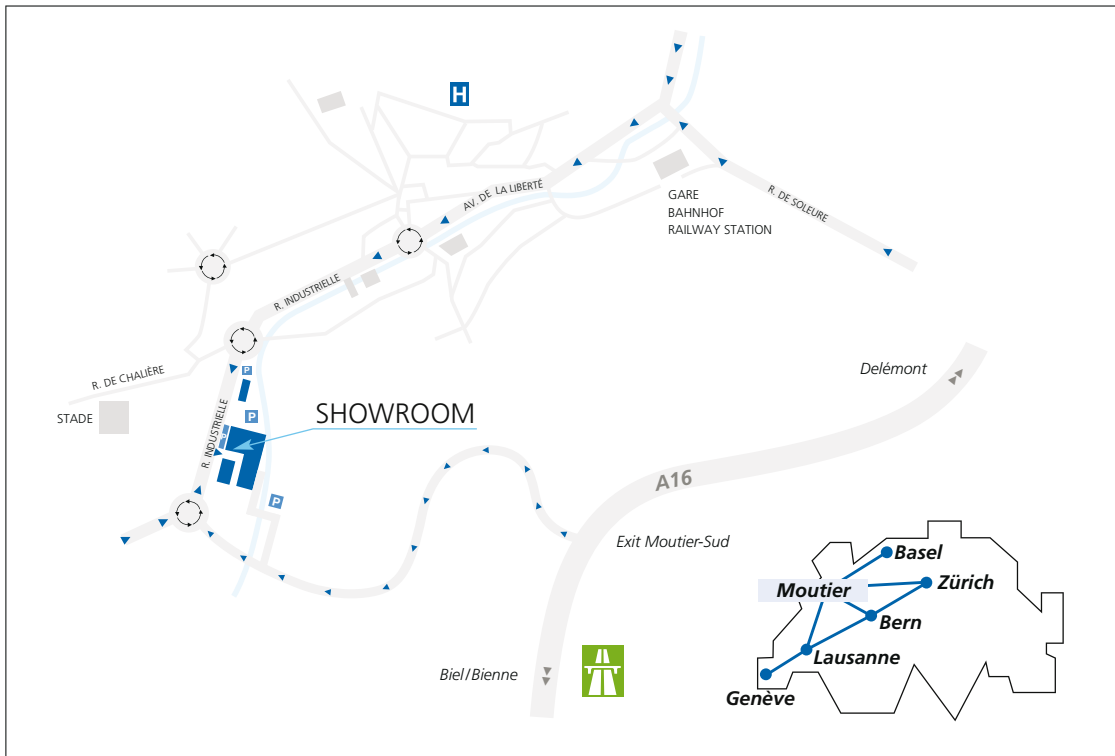 H
AV. DE LA LIBERTÉ
GARE
BAHNHOF
RAILWAY STATION
R. DE SOLEURE
R. INDUSTRIELLE
R. DE CHALIÈRE
P
STADE
P
SHOWROOM
R. INDUSTRIELLE
P
Delémont
A16
Exit Moutier-Sud
Biel/Bienne
Basel
Moutier
Zürich
Bern
Lausanne
Genève